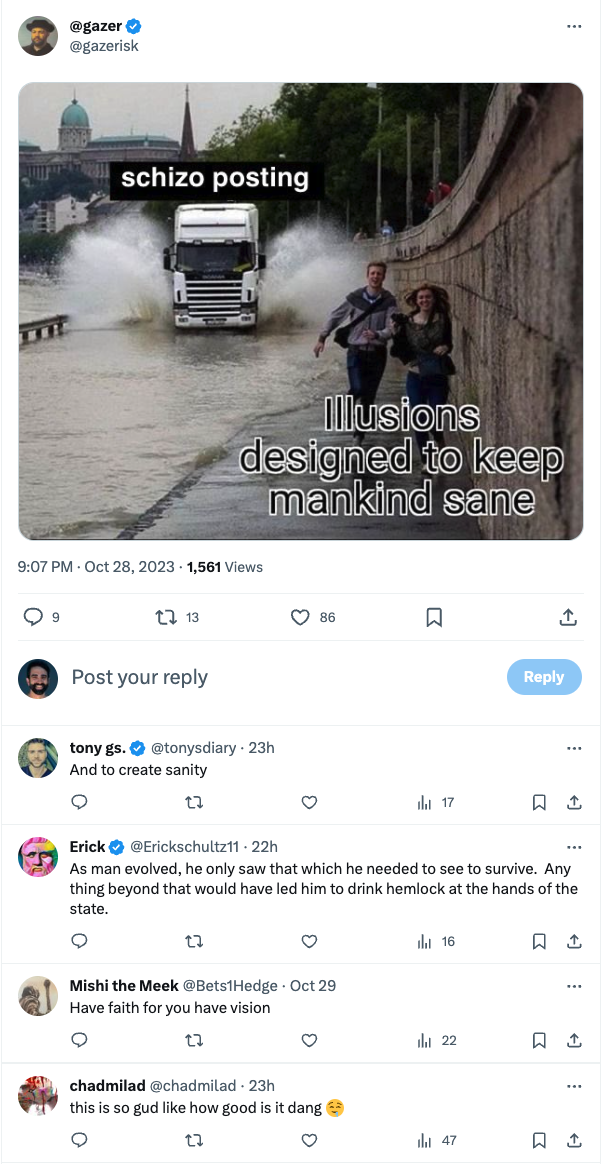 @gazer
@gazerisk
schizo posting
Illusions
designed to keep
mankind sane
9:07 PM · Oct 28, 2023 · 1,561 Views
9 13 86
Post your reply
Reply
tony gs. @tonysdiary · 23h
And to create sanity
17
Erick @Erickschultz11 · 22h
As man evolved, he only saw that which he needed to see to survive. Any
thing beyond that would have led him to drink hemlock at the hands of the
state.
16
Mishi the Meek @Bets1Hedge · Oct 29
Have faith for you have vision
22
chadmilad @chadmilad · 23h
this is so gud like how good is it dang ☺️
47